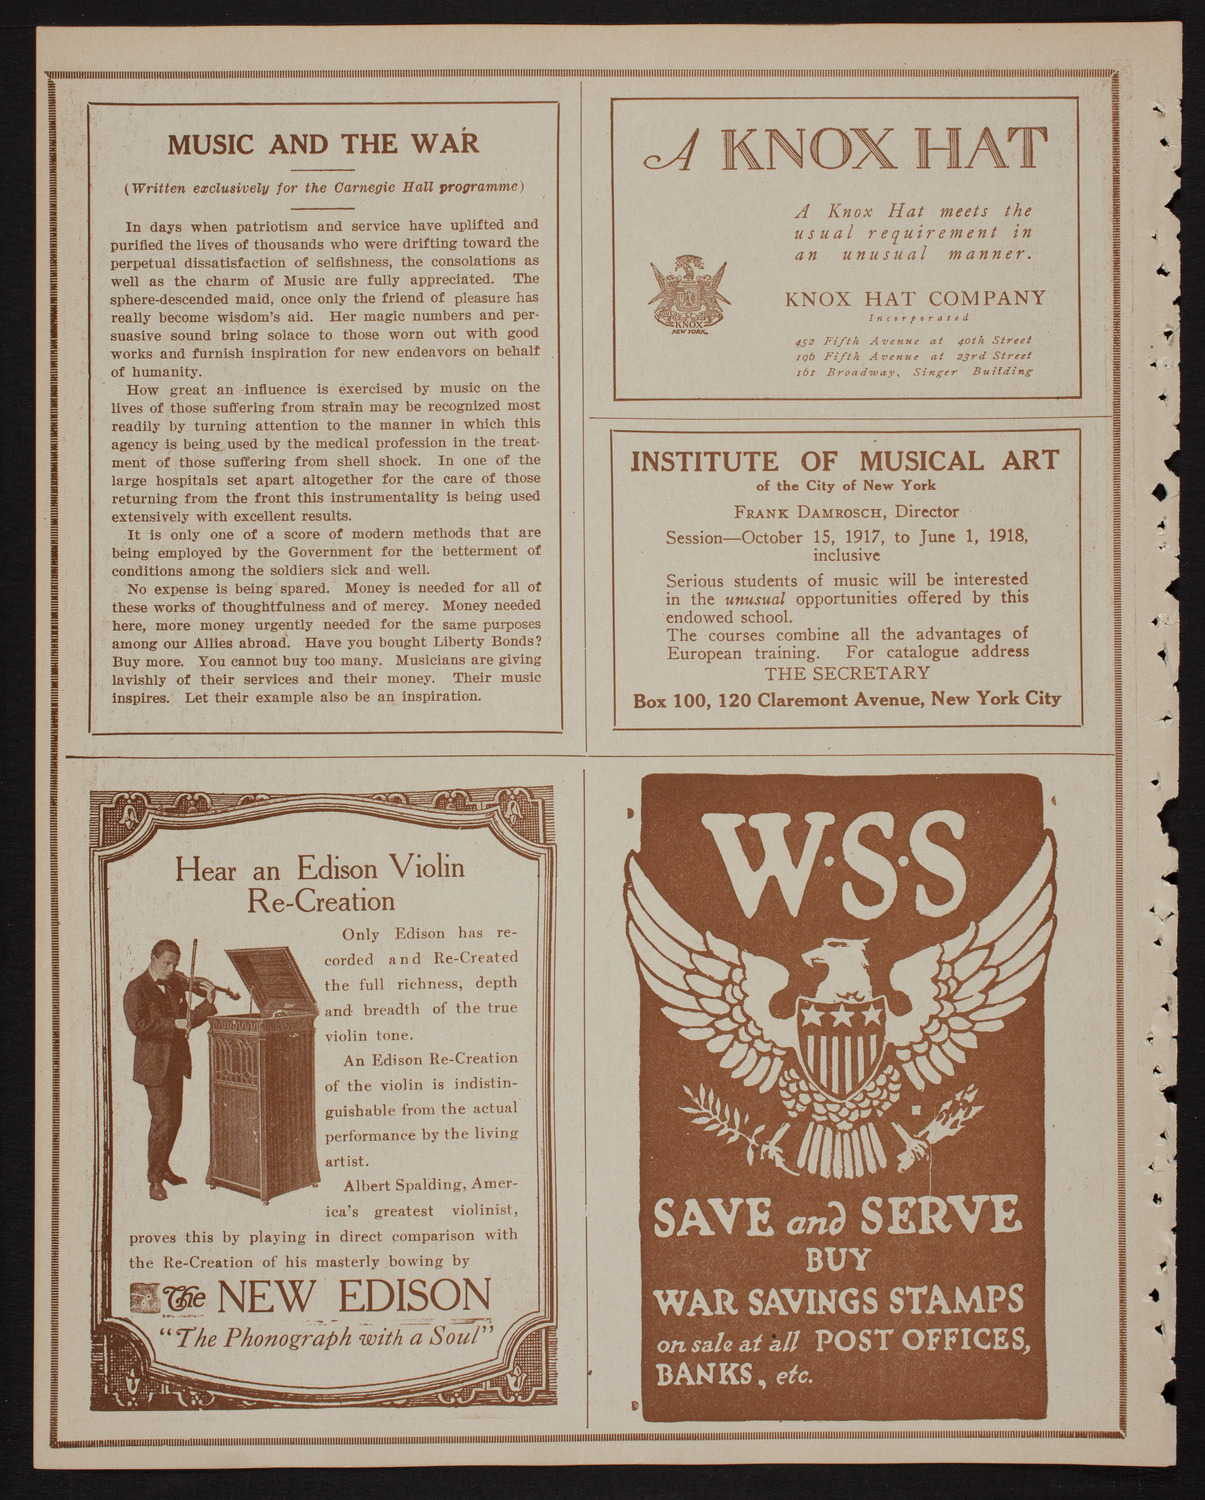 MUSIC AND THE WAR
(Written exclusively for the Carnegie Hall programme)
In days when patriotism and service have uplifted and
purified the lives of thousands who were drifting toward the
perpetual dissatisfaction of selfishness, the consolations as
well as the charm of Music are fully appreciated. The
sphere-descended maid, once only the friend of pleasure has
really become wisdom's aid. Her magic numbers and per-
suasive sound bring solace to those worn out with good
works and furnish inspiration for new endeavors on behalf
of humanity.
How great an influence is exercised by music on the
lives of those suffering from strain may be recognized most
readily by turning attention to the manner in which this
agency is being used by the medical profession in the treat-
ment of those suffering from shell shock. In one of the
large hospitals set apart altogether for the care of those
returning from the front this instrumentality is being used
extensively with excellent results.
It is only one of a score of modern methods that are
being employed by the Government for the betterment of
conditions among the soldiers sick and well.
No expense is being spared. Money is needed for all of
these works of thoughtfulness and of mercy. Money needed
here, more money urgently needed for the same purposes
among our Allies abroad. Have you bought Liberty Bonds?
Buy more. You cannot buy too many. Musicians are giving
lavishly of their services and their money. Their music
inspires. Let their example also be an inspiration.
A KNOX HAT
A Knox Hat meets the
usual requirement in
an unusual manner.
KNOX
NEW YORK
KNOX HAT COMPANY
Incorporated
452 Fifth Avenue at 40th Street
196 Fifth Avenue at 23rd Street
161 Broadway, Singer Building
INSTITUTE OF MUSICAL ART
of the City of New York
FRANK DAMROSCH, Director
Session—October 15, 1917, to June 1, 1918,
inclusive
Serious students of music will be interested
in the unusual opportunities offered by this
endowed school.
The courses combine all the advantages of
European training. For catalogue address
THE SECRETARY
Box 100, 120 Claremont Avenue, New York City
Hear an Edison Violin
Re-Creation
Only Edison has re-
corded and Re-Created
the full richness, depth
and breadth of the true
violin tone.
An Edison Re-Creation
of the violin is indistin-
guishable from the actual
performance by the living
artist.
Albert Spalding, Amer-
ica's greatest violinist,
proves this by playing in direct comparison with
the Re-Creation of his masterly bowing by
The NEW EDISON
"The Phonograph with a Soul"
W·S·S
SAVE and SERVE
BUY
WAR SAVINGS STAMPS
on sale at all POST OFFICES,
BANKS, etc.